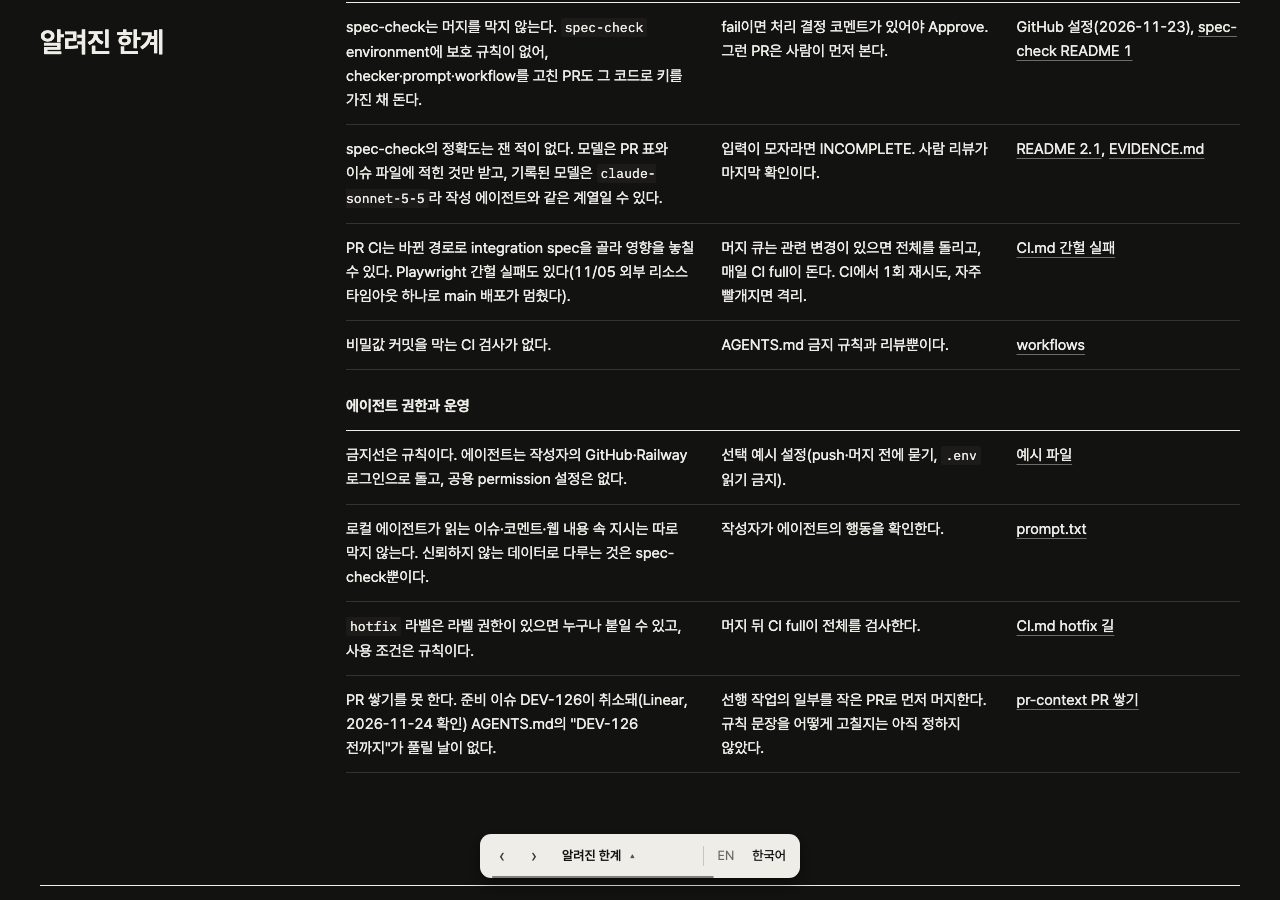 알려진 한계
spec-check는 머지를 막지 않는다. spec-check
environment에 보호 규칙이 없어,
checker·prompt·workflow를 고친 PR도 그 코드로 키를
가진 채 돈다.
fail이면 처리 결정 코멘트가 있어야 Approve.
그런 PR은 사람이 먼저 본다.
GitHub 설정(2026-11-23), spec-
check README 1
spec-check의 정확도는 잰 적이 없다. 모델은 PR 표와
이슈 파일에 적힌 것만 받고, 기록된 모델은 claude-
sonnet-5-5라 작성 에이전트와 같은 계열일 수 있다.
입력이 모자라면 INCOMPLETE. 사람 리뷰가
마지막 확인이다.
README 2.1, EVIDENCE.md
PR CI는 바뀐 경로로 integration spec을 골라 영향을 놓칠
수 있다. Playwright 간헐 실패도 있다(11/05 외부 리소스
타임아웃 하나로 main 배포가 멈췄다).
머지 큐는 관련 변경이 있으면 전체를 돌리고,
매일 CI full이 돈다. CI에서 1회 재시도, 자주
빨개지면 격리.
CI.md 간헐 실패
비밀값 커밋을 막는 CI 검사가 없다.
AGENTS.md 금지 규칙과 리뷰뿐이다.
workflows
에이전트 권한과 운영
금지선은 규칙이다. 에이전트는 작성자의 GitHub·Railway
로그인으로 돌고, 공용 permission 설정은 없다.
선택 예시 설정(push·머지 전에 묻기, .env
읽기 금지).
예시 파일
로컬 에이전트가 읽는 이슈·코멘트·웹 내용 속 지시는 따로
막지 않는다. 신뢰하지 않는 데이터로 다루는 것은 spec-
check뿐이다.
작성자가 에이전트의 행동을 확인한다.
prompt.txt
hotfix 라벨은 라벨 권한이 있으면 누구나 붙일 수 있고,
사용 조건은 규칙이다.
머지 뒤 CI full이 전체를 검사한다.
CI.md hotfix 길
PR 쌓기를 못 한다. 준비 이슈 DEV-126이 취소돼(Linear,
2026-11-24 확인) AGENTS.md의 "DEV-126
전까지"가 풀릴 날이 없다.
선행 작업의 일부를 작은 PR로 먼저 머지한다.
규칙 문장을 어떻게 고칠지는 아직 정하지
않았다.
pr-context PR 쌓기
‹ › 알려진 한계 ▴ EN 한국어